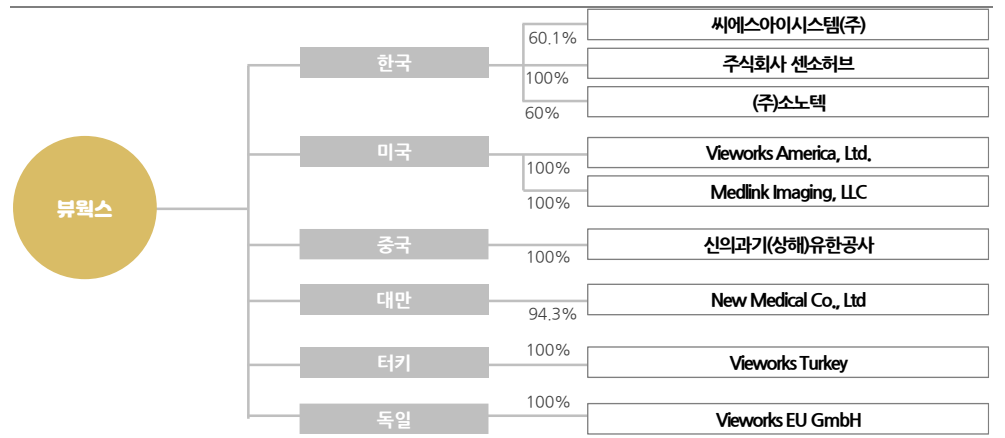 뷰웍스
한국
60.1%
씨에스아이시스템(주)
100%
주식회사 센소허브
60%
(주)소노텍
미국
100%
Vieworks America, Ltd.
100%
Medlink Imaging, LLC
중국
100%
신의과기(상해)유한공사
대만
94.3%
New Medical Co., Ltd
터키
100%
Vieworks Turkey
독일
100%
Vieworks EU GmbH